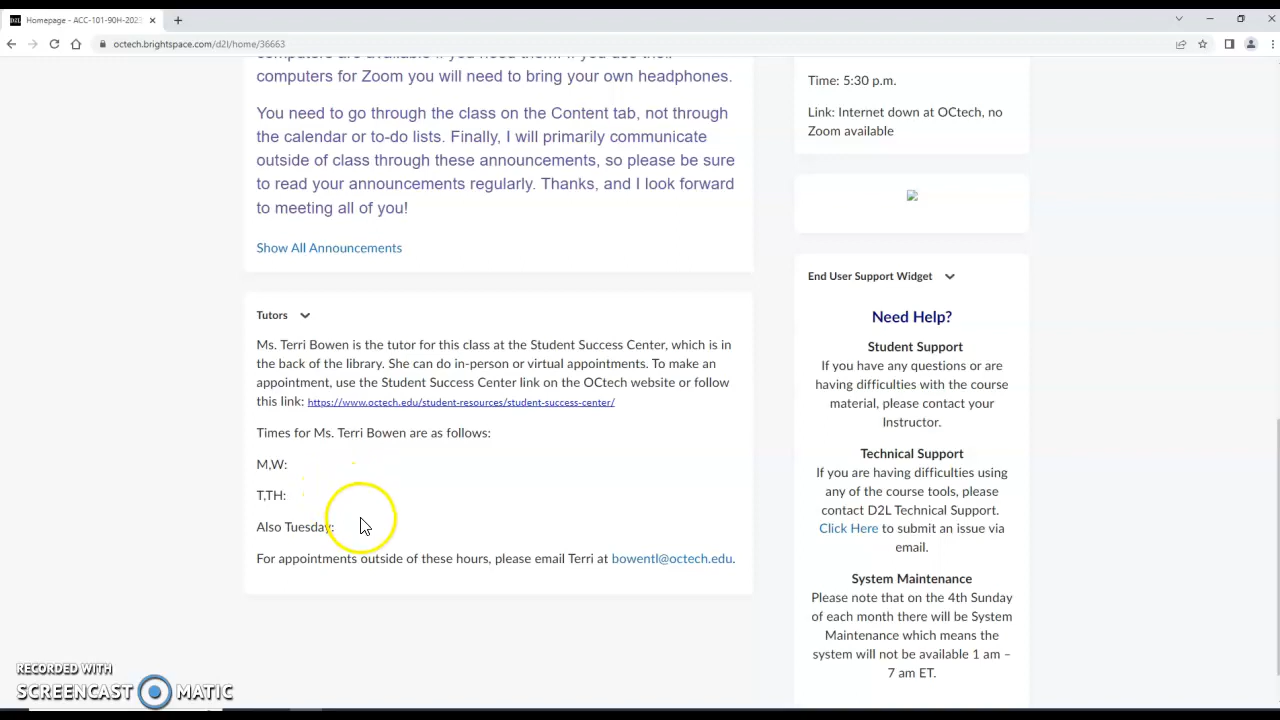 Homepage - ACC-101-90H-2023
octech.brightspace.com/d2l/home/36663
computers for Zoom you will need to bring your own headphones.
You need to go through the class on the Content tab, not through
the calendar or to-do lists. Finally, I will primarily communicate
outside of class through these announcements, so please be sure
to read your announcements regularly. Thanks, and I look forward
to meeting all of you!
Show All Announcements
Tutors
Ms. Terri Bowen is the tutor for this class at the Student Success Center, which is in
the back of the library. She can do in-person or virtual appointments. To make an
appointment, use the Student Success Center link on the OCtech website or follow
this link: https://www.octech.edu/student-resources/student-success-center/
Times for Ms. Terri Bowen are as follows:
M,W:
T,TH:
Also Tuesday:
For appointments outside of these hours, please email Terri at bowentl@octech.edu.
Time: 5:30 p.m.
Link: Internet down at OCtech, no
Zoom available
End User Support Widget
Need Help?
Student Support
If you have any questions or are
having difficulties with the course
material, please contact your
Instructor.
Technical Support
If you are having difficulties using
any of the course tools, please
contact D2L Technical Support.
Click Here to submit an issue via
email.
System Maintenance
Please note that on the 4th Sunday
of each month there will be System
Maintenance which means the
system will not be available 1 am –
7 am ET.
RECORDED WITH
SCREENCAST MATIC